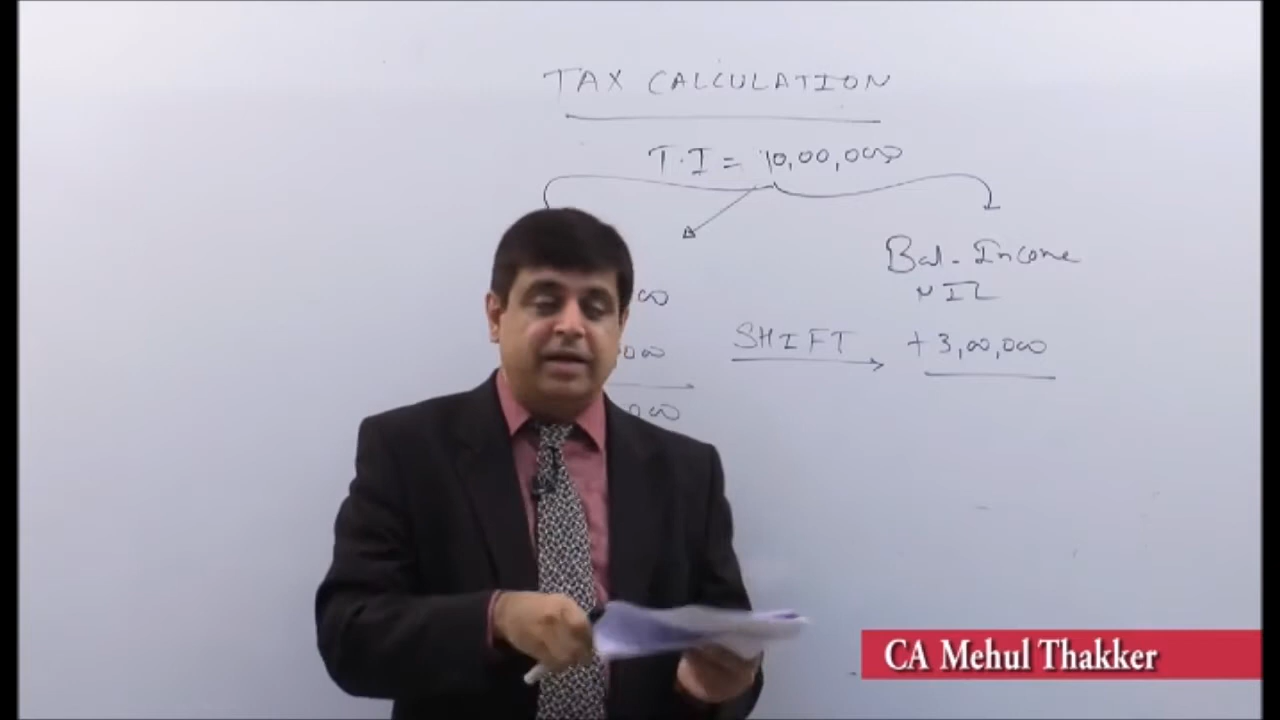 TAX CALCULATION
T.I = 10,00,000
Bal. Income
NIL
SHIFT + 3,00,000
CA Mehul Thakker